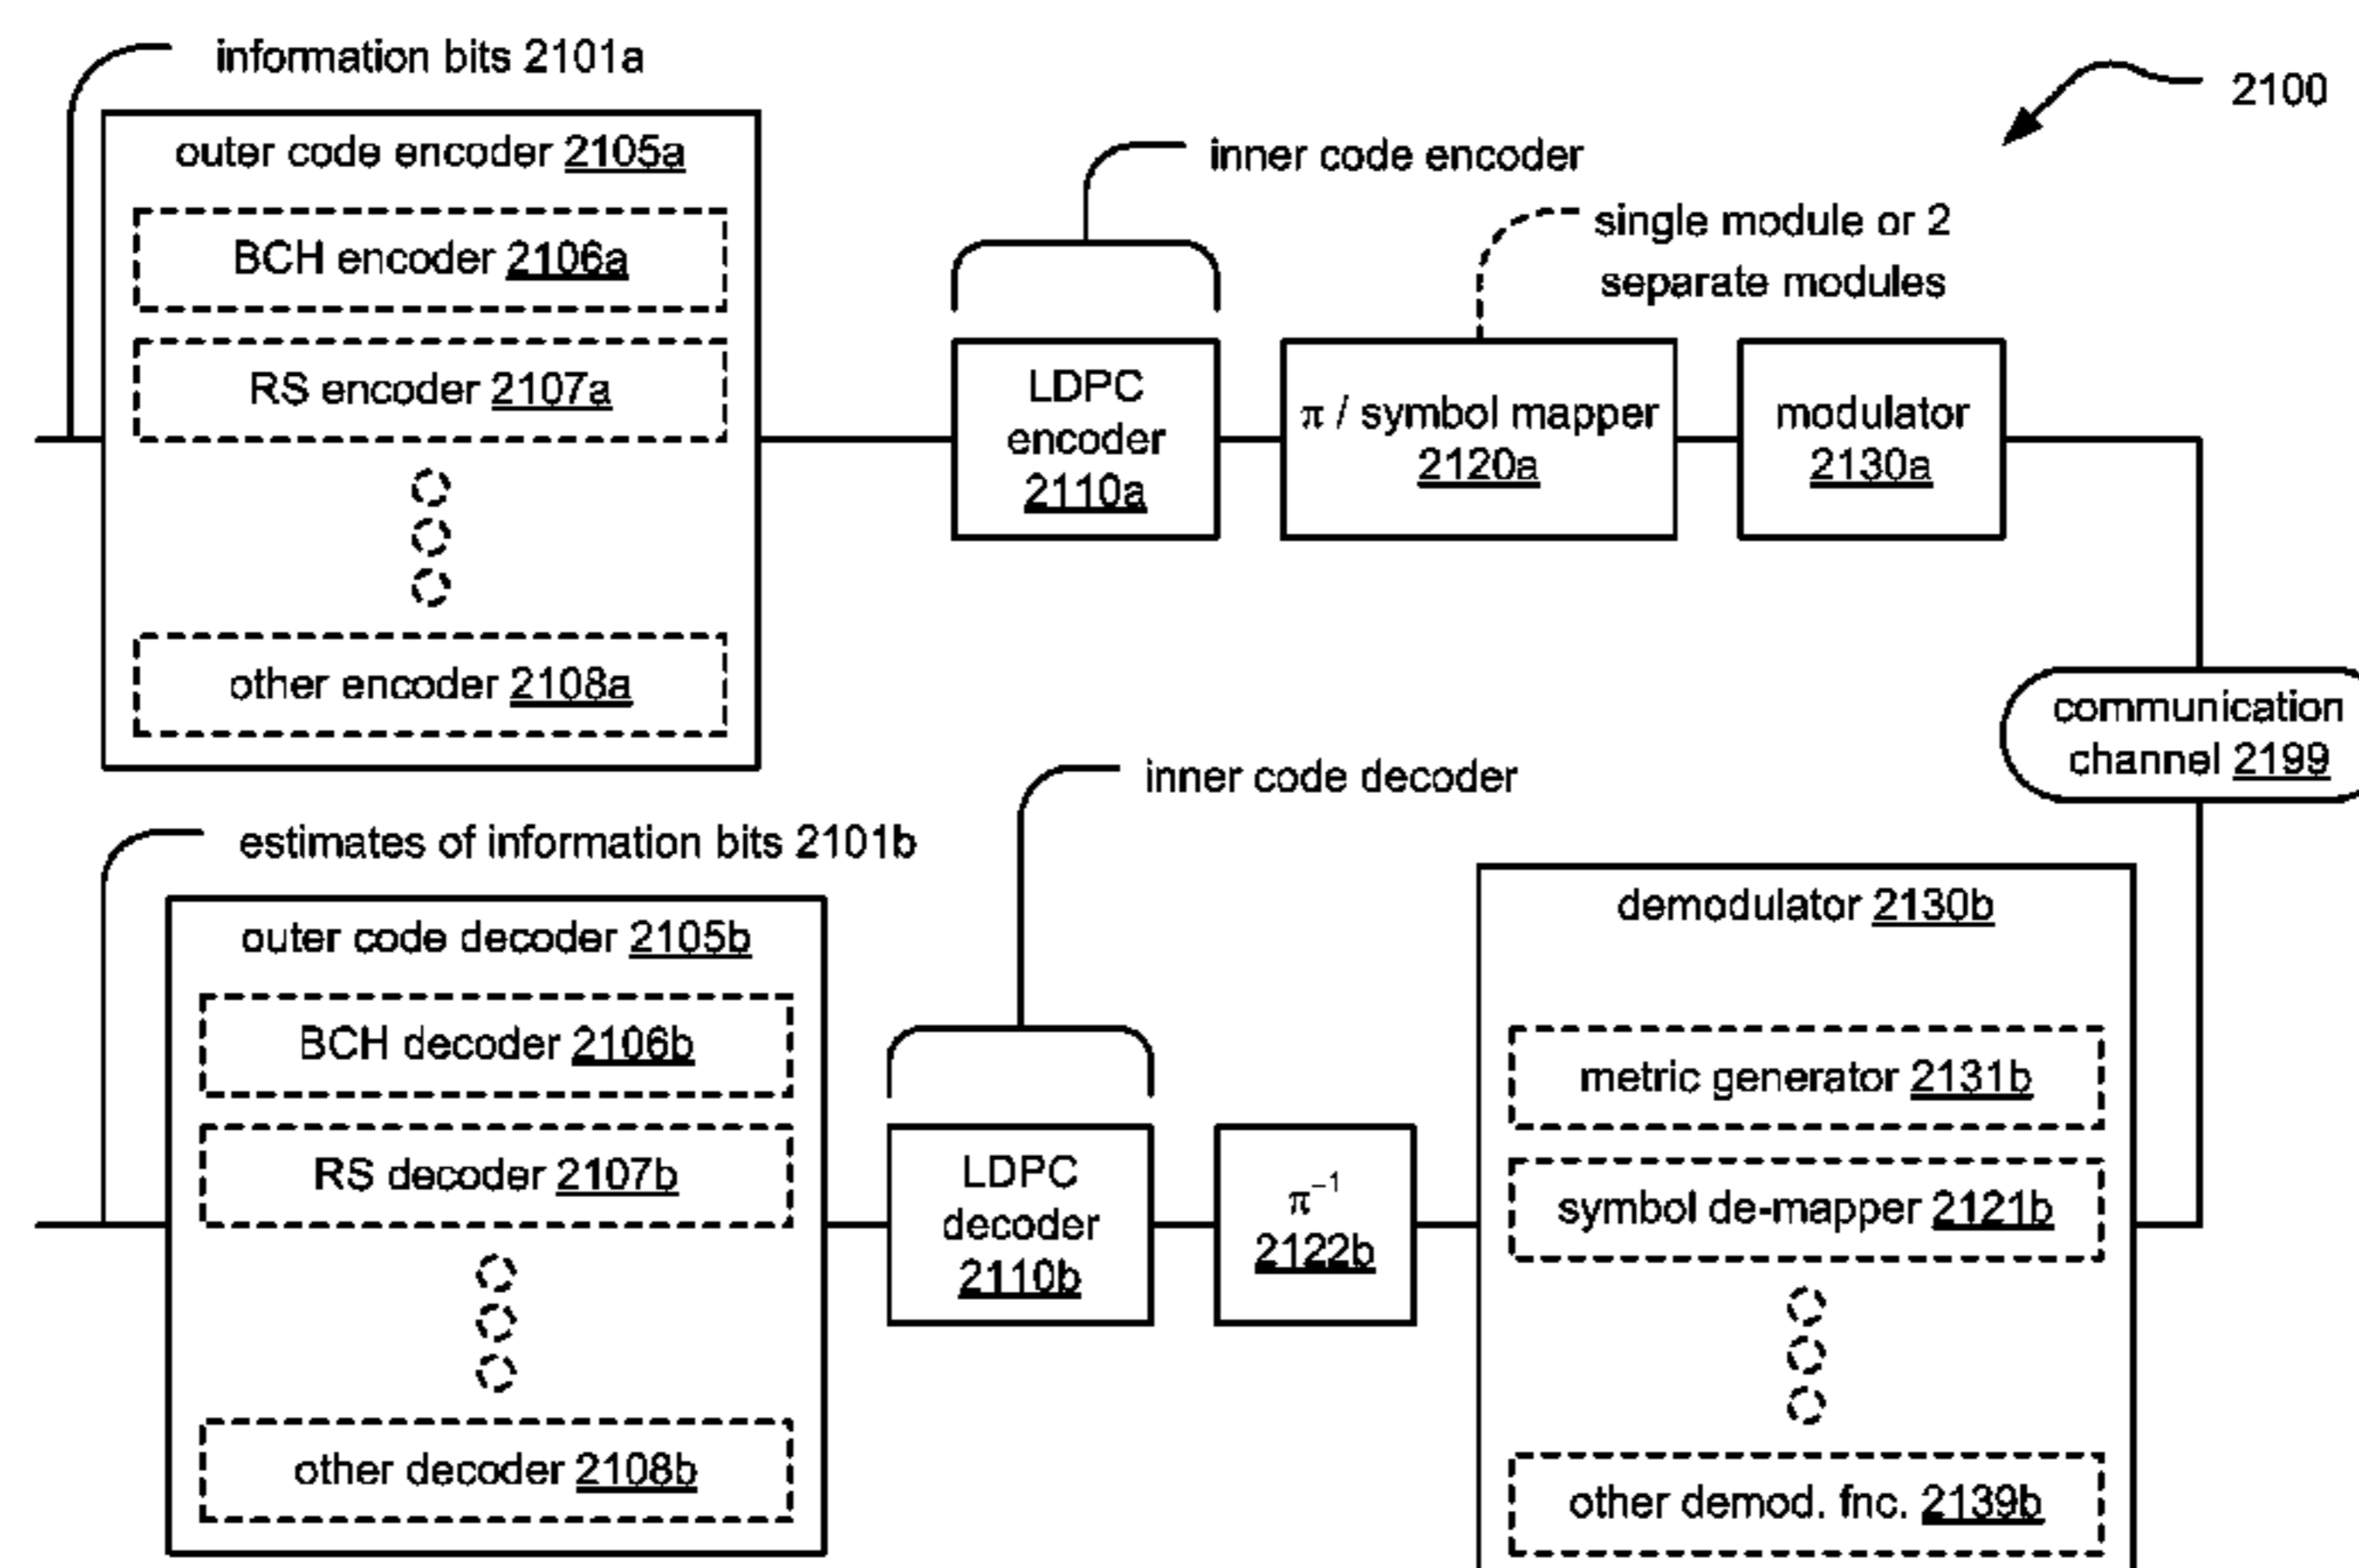 information bits 2101a
2100
outer code encoder 2105a
inner code encoder
single module or 2
separate modules
BCH encoder 2106a
RS encoder 2107a
LDPC
encoder
2110a
π / symbol mapper
2120a
modulator
2130a
other encoder 2108a
communication
channel 2199
inner code decoder
estimates of information bits 2101b
demodulator 2130b
outer code decoder 2105b
BCH decoder 2106b
metric generator 2131b
RS decoder 2107b
LDPC
decoder
2110b
π⁻¹
2122b
symbol de-mapper 2121b
other decoder 2108b
other demod. fnc. 2139b